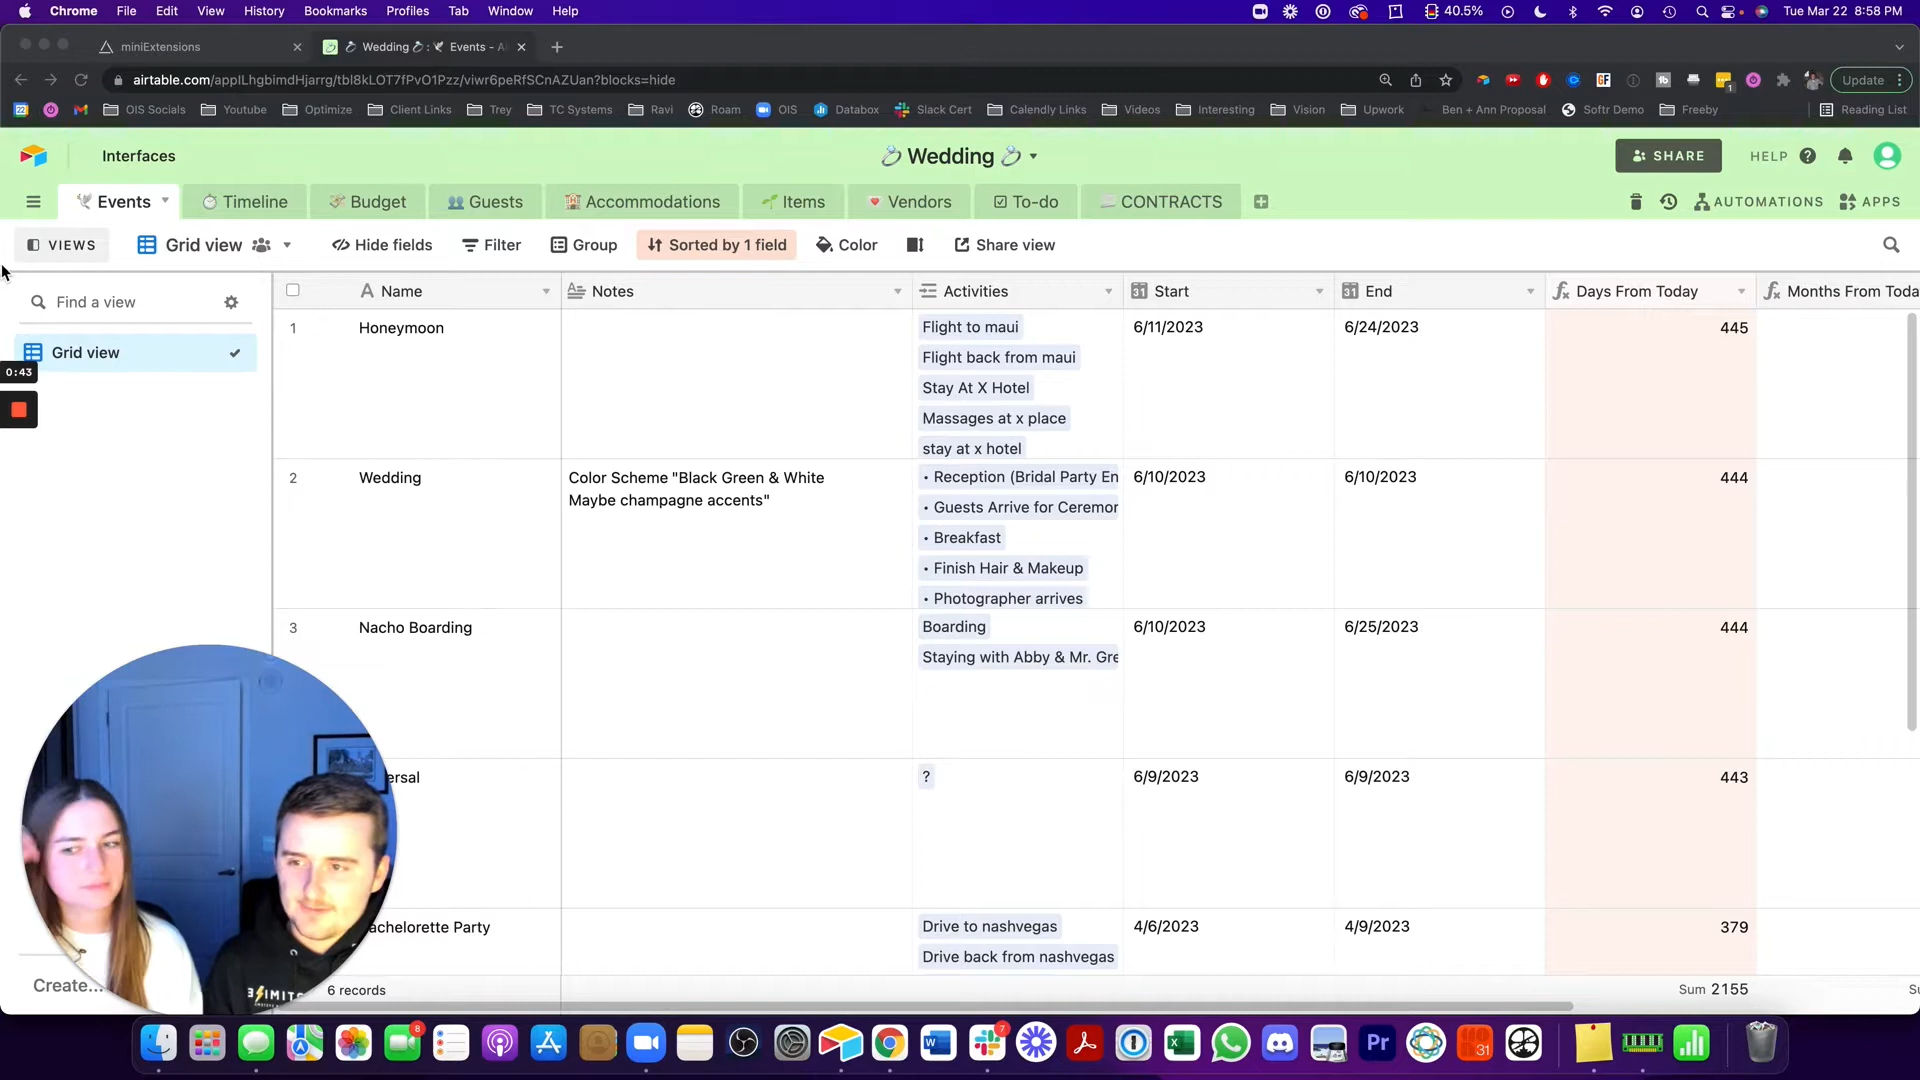 Chrome File Edit View History Bookmarks Profiles Tab Window Help 40.5% Tue Mar 22 8:58 PM
miniExtensions Wedding : Events - Ai
airtable.com/appILhgbimdHjarrg/tbl8kLOT7fPvO1Pzz/viwr6peRfSCnAZUan?blocks=hide Update
OIS Socials Youtube Optimize Client Links Trey TC Systems Ravi Roam OIS Databox Slack Cert Calendly Links Videos Interesting Vision Upwork Ben + Ann Proposal Softr Demo Freeby Reading List
Interfaces Wedding SHARE HELP
Events Timeline Budget Guests Accommodations Items Vendors To-do CONTRACTS AUTOMATIONS APPS
VIEWS Grid view Hide fields Filter Group Sorted by 1 field Color Share view
Find a view Name Notes Activities Start End Days From Today Months From Toda
Grid view
0:43
1 Honeymoon Flight to maui 6/11/2023 6/24/2023 445
Flight back from maui
Stay At X Hotel
Massages at x place
stay at x hotel
2 Wedding Color Scheme "Black Green & White • Reception (Bridal Party En 6/10/2023 6/10/2023 444
Maybe champagne accents" • Guests Arrive for Ceremor
• Breakfast
• Finish Hair & Makeup
• Photographer arrives
3 Nacho Boarding Boarding 6/10/2023 6/25/2023 444
Staying with Abby & Mr. Gre
ersal ? 6/9/2023 6/9/2023 443
achelorette Party Drive to nashvegas 4/6/2023 4/9/2023 379
Drive back from nashvegas
Create... 6 records Sum 2155 Su